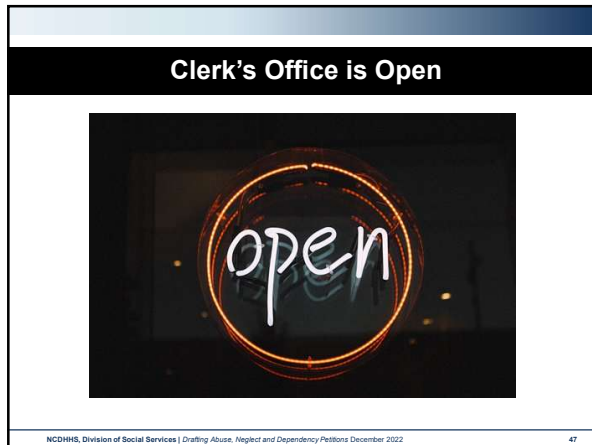 Clerk's Office is Open
open
NCDHHS, Division of Social Services | Drafting Abuse, Neglect and Dependency Petitions December 2022 47